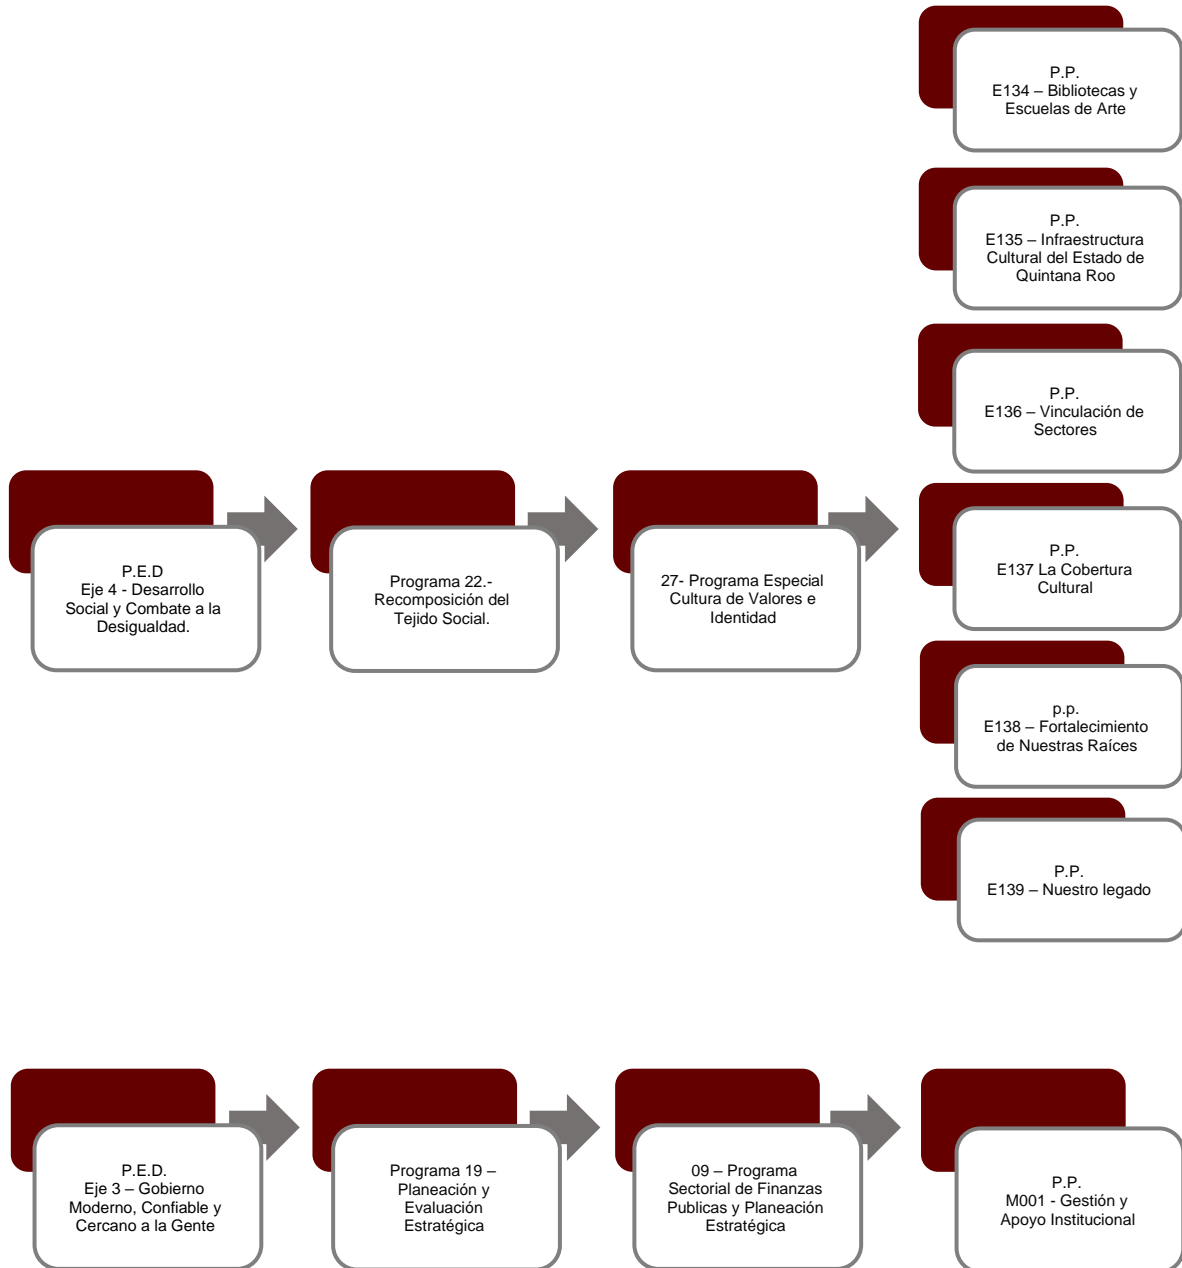 P.P.
E134 – Bibliotecas y
Escuelas de Arte
P.P.
E135 – Infraestructura
Cultural del Estado de
Quintana Roo
P.P.
E136 – Vinculación de
Sectores
P.E.D
Eje 4 - Desarrollo
Social y Combate a la
Desigualdad.
Programa 22.-
Recomposición del
Tejido Social.
27- Programa Especial
Cultura de Valores e
Identidad
P.P.
E137 La Cobertura
Cultural
p.p.
E138 – Fortalecimiento
de Nuestras Raíces
P.P.
E139 – Nuestro legado
P.E.D.
Eje 3 – Gobierno
Moderno, Confiable y
Cercano a la Gente
Programa 19 –
Planeación y
Evaluación
Estratégica
09 – Programa
Sectorial de Finanzas
Publicas y Planeación
Estratégica
P.P.
M001 - Gestión y
Apoyo Institucional